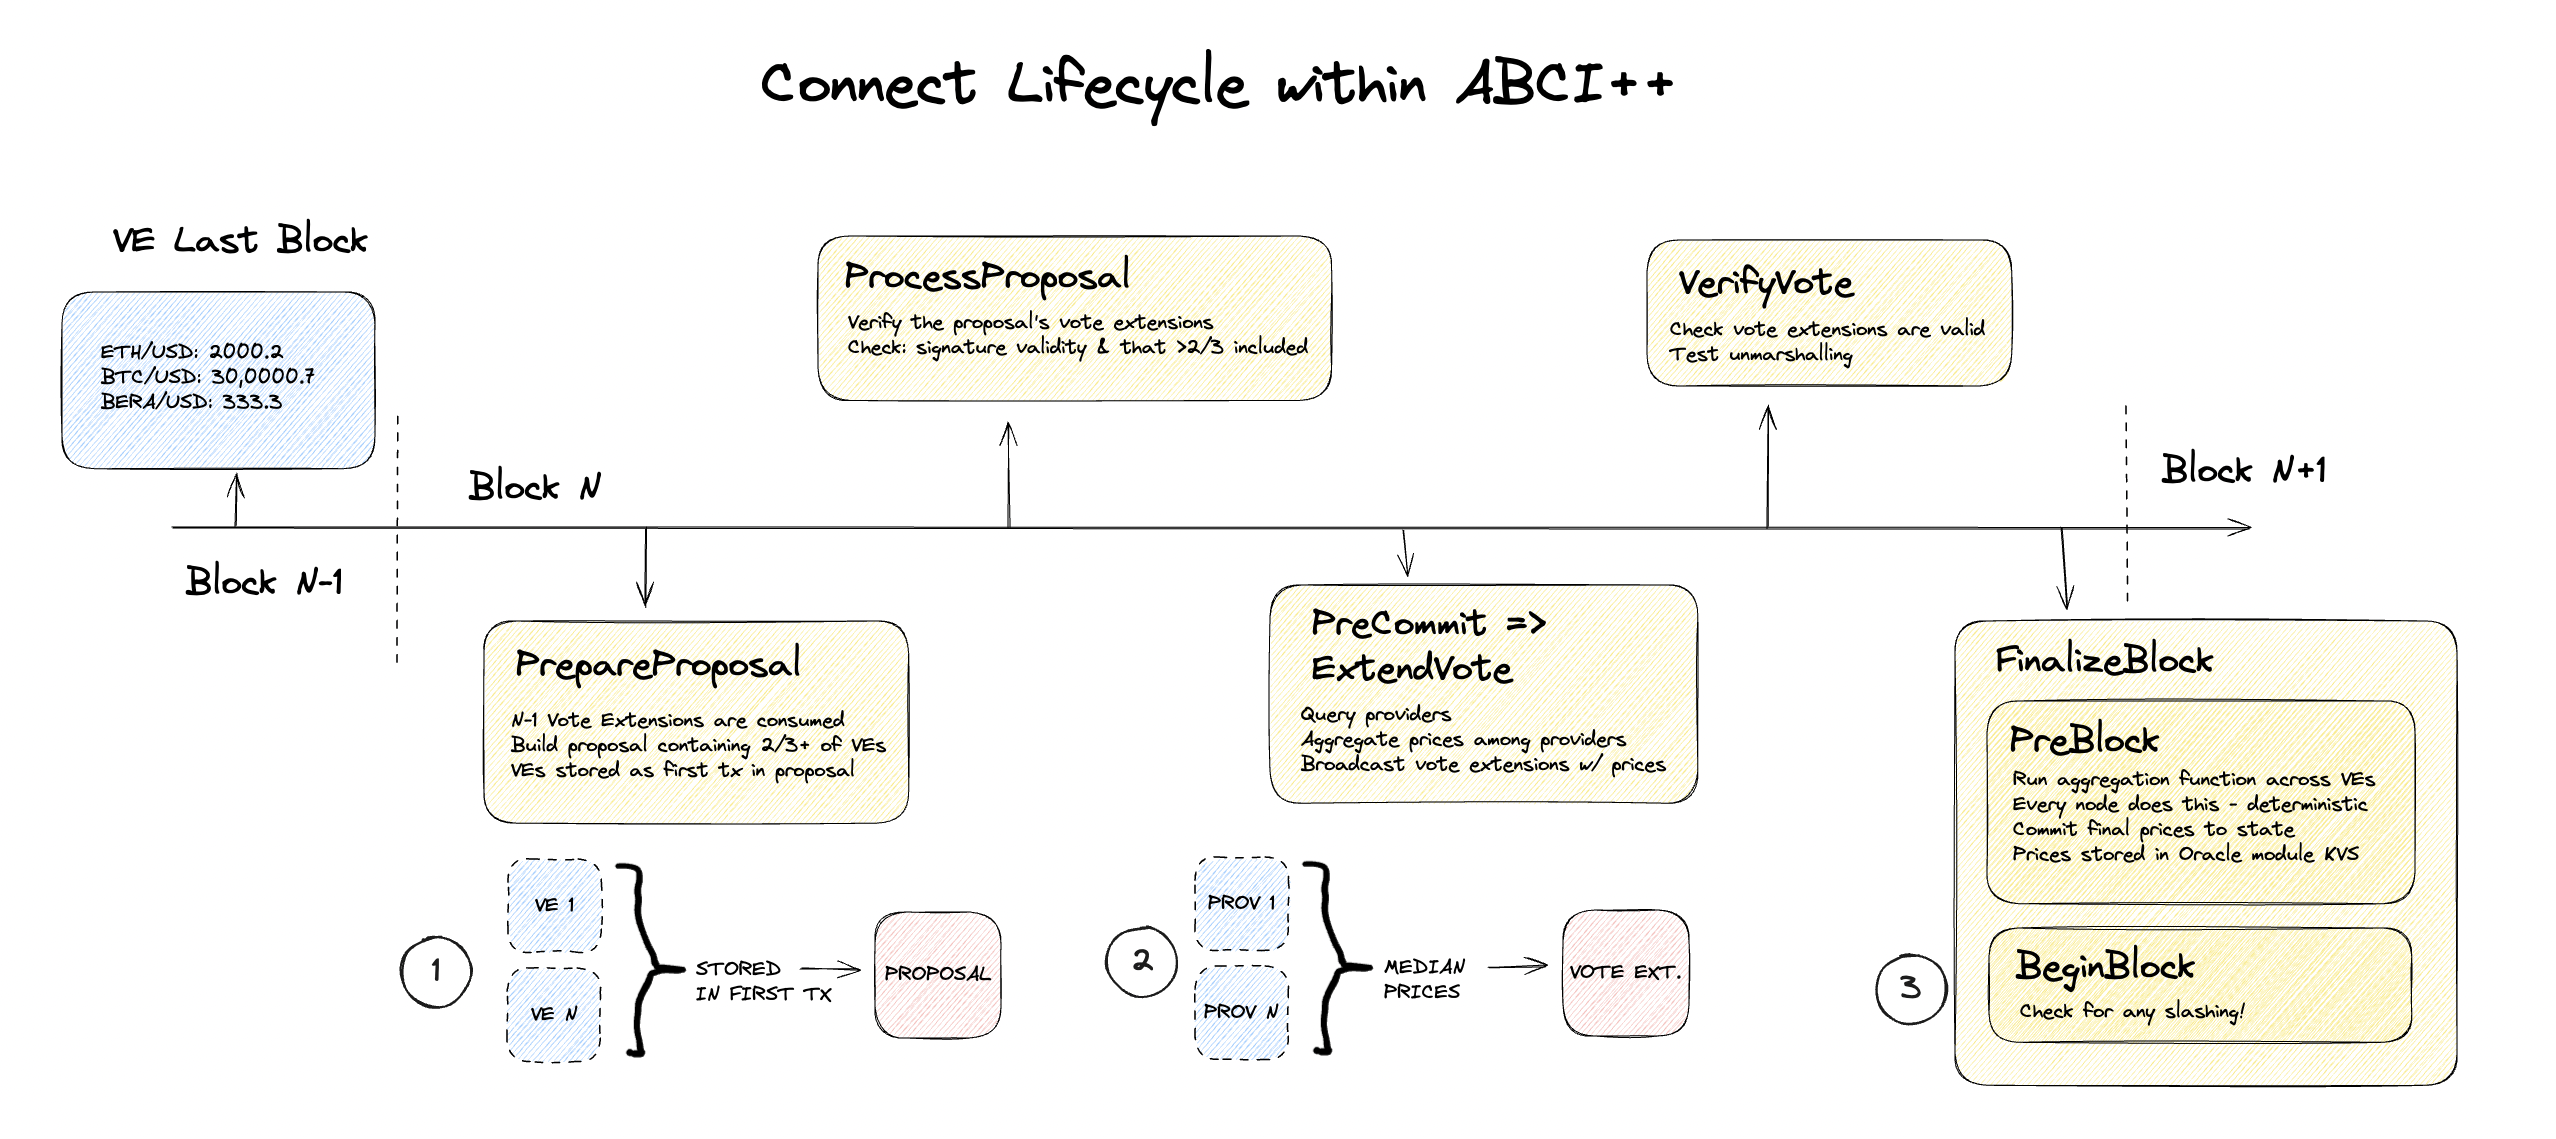 Connect Lifecycle within ABCI++
VE Last Block
ETH/USD: 2000.2
BTC/USD: 30,0000.7
BERA/USD: 333.3
Block N-1
Block N
ProcessProposal
Verify the proposal's vote extensions
Check: signature validity & that >2/3 included
VerifyVote
Check vote extensions are valid
Test unmarshalling
Block N+1
PrepareProposal
N-1 Vote Extensions are consumed
Build proposal containing 2/3+ of VEs
VEs stored as first tx in proposal
PreCommit =>
ExtendVote
Query providers
Aggregate prices among providers
Broadcast vote extensions w/ prices
FinalizeBlock
PreBlock
Run aggregation function across VEs
Every node does this - deterministic
Commit final prices to state
Prices stored in Oracle module KVS
BeginBlock
Check for any slashing!
1
VE 1
VE N
STORED
IN FIRST TX
PROPOSAL
2
PROV 1
PROV N
MEDIAN
PRICES
VOTE EXT.
3